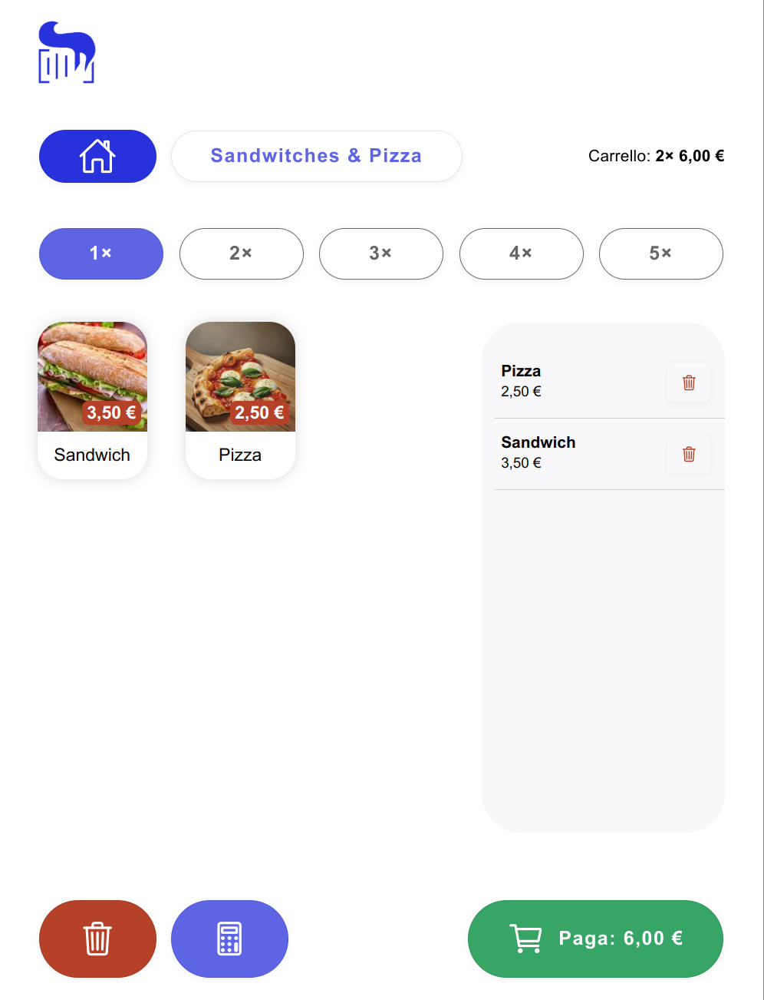 Sandwitches & Pizza
Carrello: 2× 6,00 €
1×
2×
3×
4×
5×
3,50 €
Sandwich
2,50 €
Pizza
Pizza
2,50 €
Sandwich
3,50 €
Paga: 6,00 €